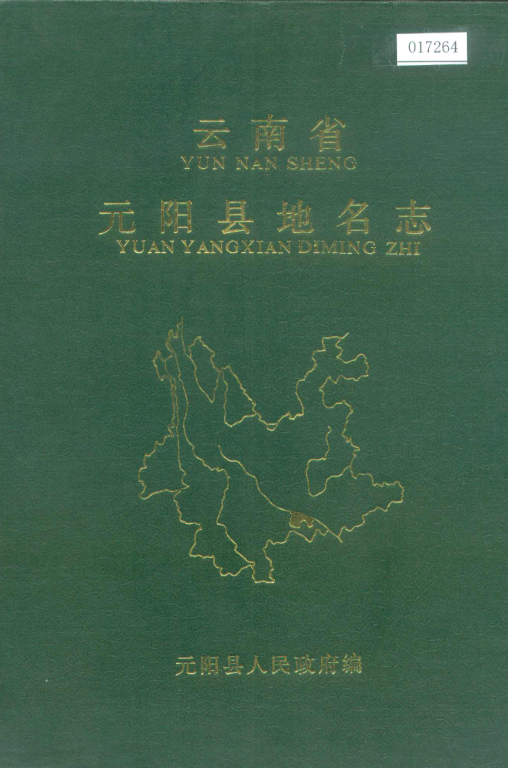 017264
云南省
YUN NAN SHENG
元阳县地名志
YUAN YANGXIAN DIMING ZHI
元阳县人民政府编